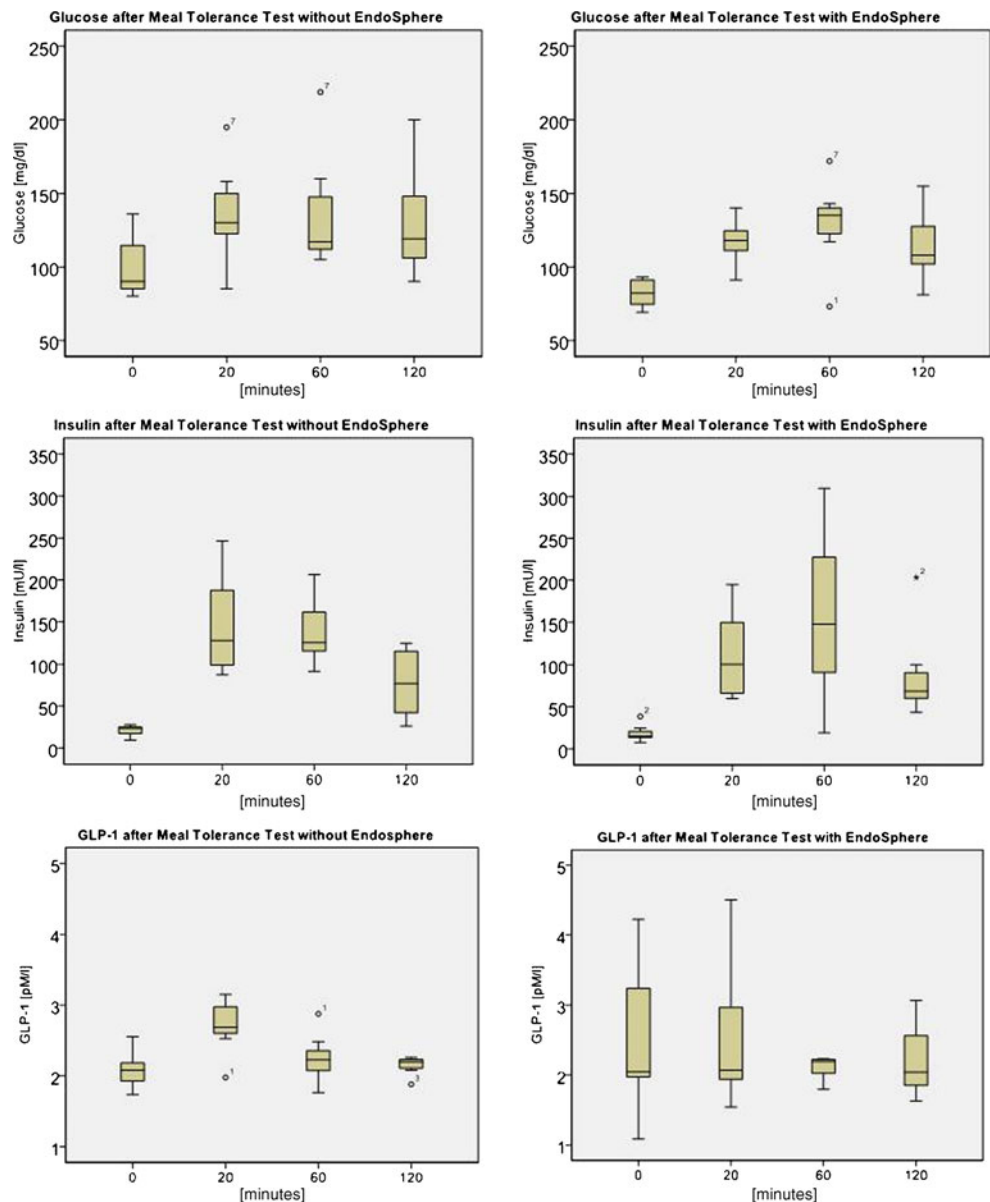 Glucose after Meal Tolerance Test without EndoSphere
250
200
150
100
50
Glucose [mg/dl]
7
7
0 20 60 120
[minutes]
Glucose after Meal Tolerance Test with EndoSphere
250
200
150
100
50
Glucose [mg/dl]
7
1
0 20 60 120
[minutes]
Insulin after Meal Tolerance Test without EndoSphere
350
300
250
200
150
100
50
0
Insulin [mU/l]
0 20 60 120
[minutes]
Insulin after Meal Tolerance Test with EndoSphere
350
300
250
200
150
100
50
0
Insulin [mU/l]
2
2
0 20 60 120
[minutes]
GLP-1 after Meal Tolerance Test without Endosphere
5
4
3
2
1
GLP-1 [pM/l]
1
1
3
0 20 60 120
[minutes]
GLP-1 after Meal Tolerance Test with EndoSphere
5
4
3
2
1
GLP-1 [pM/l]
0 20 60 120
[minutes]